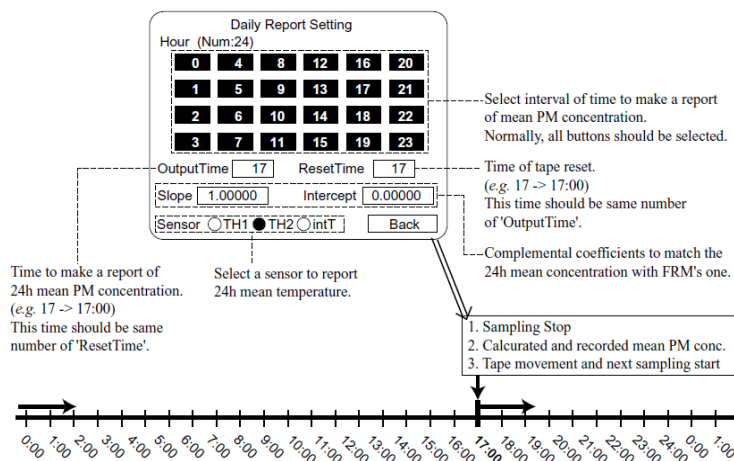 Daily Report Setting
Hour (Num:24)
0 4 8 12 16 20
1 5 9 13 17 21
2 6 10 14 18 22
3 7 11 15 19 23
OutputTime 17 ResetTime 17
Slope 1.00000 Intercept 0.00000
Sensor TH1 TH2 intT Back
Select interval of time to make a report
of mean PM concentration.
Normally, all buttons should be selected.
Time of tape reset.
(e.g. 17 -> 17:00)
This time should be same number
of 'OutputTime'.
Complemental coefficients to match the
24h mean concentration with FRM's one.
Time to make a report of
24h mean PM concentration.
(e.g. 17 -> 17:00)
This time should be same
number of 'ResetTime'.
Select a sensor to report
24h mean temperature.
1. Sampling Stop
2. Calcurated and recorded mean PM conc.
3. Tape movement and next sampling start
0:00 1:00 2:00 3:00 4:00 5:00 6:00 7:00 8:00 9:00 10:00 11:00 12:00 13:00 14:00 15:00 16:00 17:00 18:00 19:00 20:00 21:00 22:00 23:00 24:00 0:00 1:00